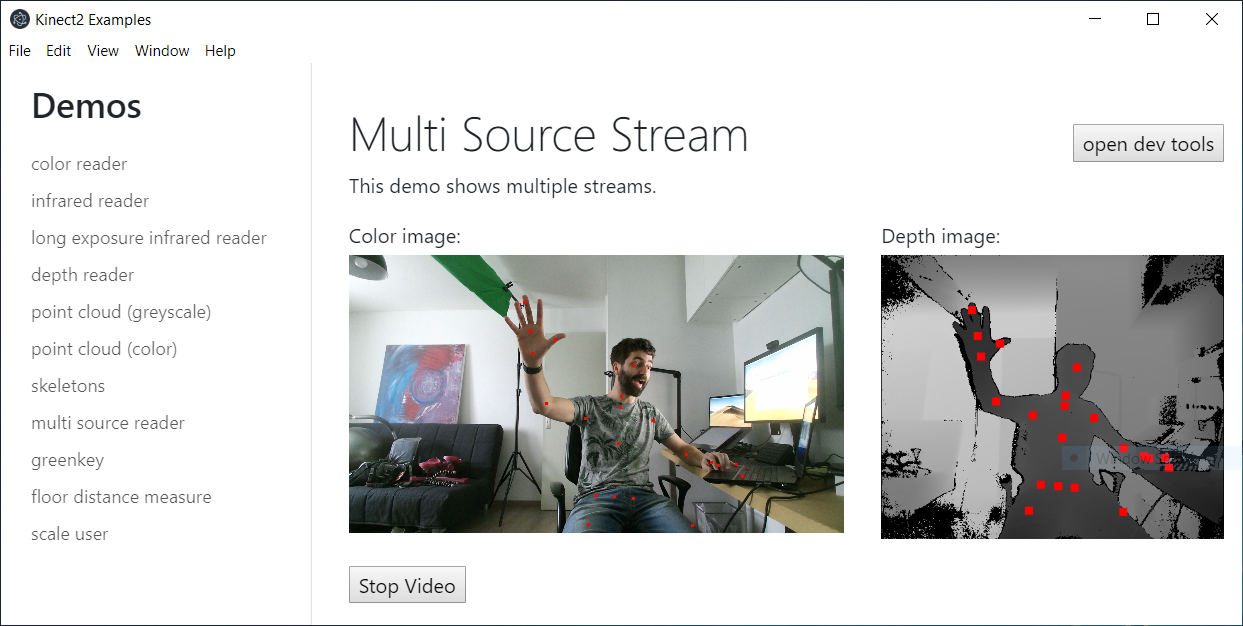 Kinect2 Examples
File Edit View Window Help
Demos
color reader
infrared reader
long exposure infrared reader
depth reader
point cloud (greyscale)
point cloud (color)
skeletons
multi source reader
greenkey
floor distance measure
scale user
Multi Source Stream
open dev tools
This demo shows multiple streams.
Color image:
Depth image:
Window
Stop Video